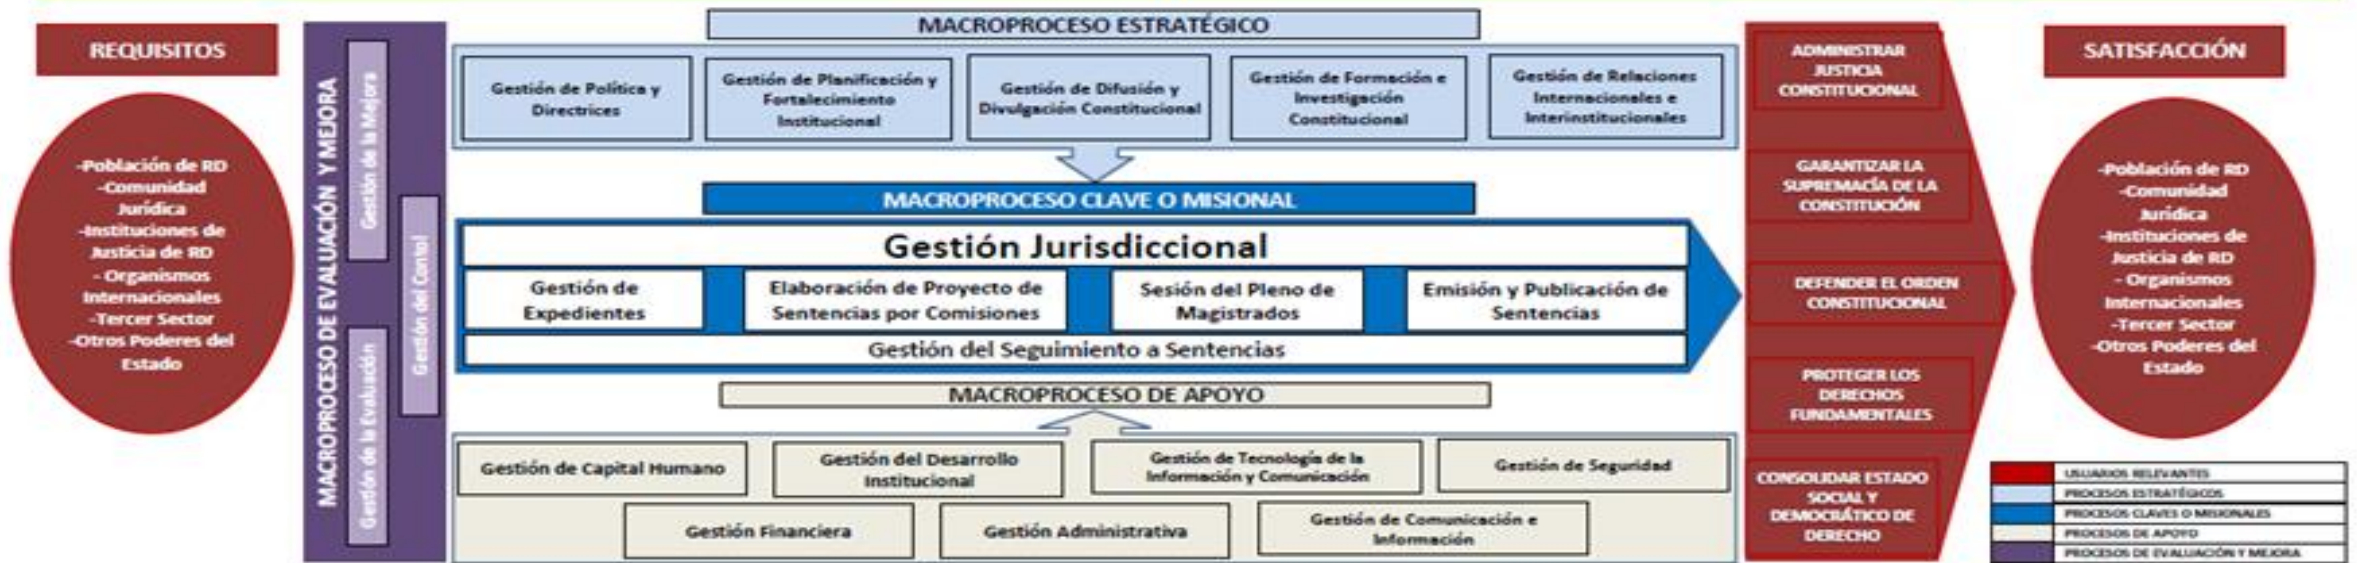 REQUISITOS
-Población de RD
-Comunidad
Jurídica
-Instituciones de
Justicia de RD
- Organismos
Internacionales
-Tercer Sector
-Otros Poderes del
Estado
MACROPROCESO DE EVALUACIÓN Y MEJORA
Gestión de la Mejora
Gestión de la Evaluación
Gestión del Contol
MACROPROCESO ESTRATÉGICO
Gestión de Política y
Directrices
Gestión de Planificación y
Fortalecimiento
Institucional
Gestión de Difusión y
Divulgación Constitucional
Gestión de Formación e
Investigación
Constitucional
Gestión de Relaciones
Internacionales e
Interinstitucionales
MACROPROCESO CLAVE O MISIONAL
Gestión Jurisdiccional
Gestión de
Expedientes
Elaboración de Proyecto de
Sentencias por Comisiones
Sesión del Pleno de
Magistrados
Emisión y Publicación de
Sentencias
Gestión del Seguimiento a Sentencias
MACROPROCESO DE APOYO
Gestión de Capital Humano
Gestión del Desarrollo
Institucional
Gestión de Tecnología de la
Información y Comunicación
Gestión de Seguridad
Gestión Financiera
Gestión Administrativa
Gestión de Comunicación e
Información
ADMINISTRAR
JUSTICIA
CONSTITUCIONAL
GARANTIZAR LA
SUPREMACÍA DE LA
CONSTITUCIÓN
DEFENDER EL ORDEN
CONSTITUCIONAL
PROTEGER LOS
DERECHOS
FUNDAMENTALES
CONSOLIDAR ESTADO
SOCIAL Y
DEMOCRÁTICO DE
DERECHO
SATISFACCIÓN
-Población de RD
-Comunidad
Jurídica
-Instituciones de
Justicia de RD
- Organismos
Internacionales
-Tercer Sector
-Otros Poderes del
Estado
USUARIOS RELEVANTES
PROCESOS ESTRATÉGICOS
PROCESOS CLAVES O MISIONALES
PROCESOS DE APOYO
PROCESOS DE EVALUACIÓN Y MEJORA